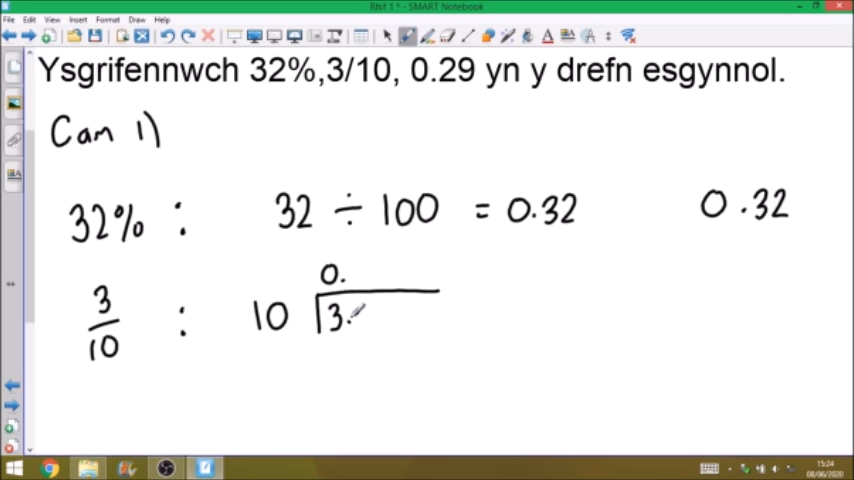 Rhif 1 * - SMART Notebook
File Edit View Insert Format Tools Draw Help
Ysgrifennwch 32%,3/10, 0.29 yn y drefn esgynnol.
Cam 1)
32% : 32 ÷ 100 = 0.32 0.32
0.
3/10 : 10 3.
15:24
08/06/2020